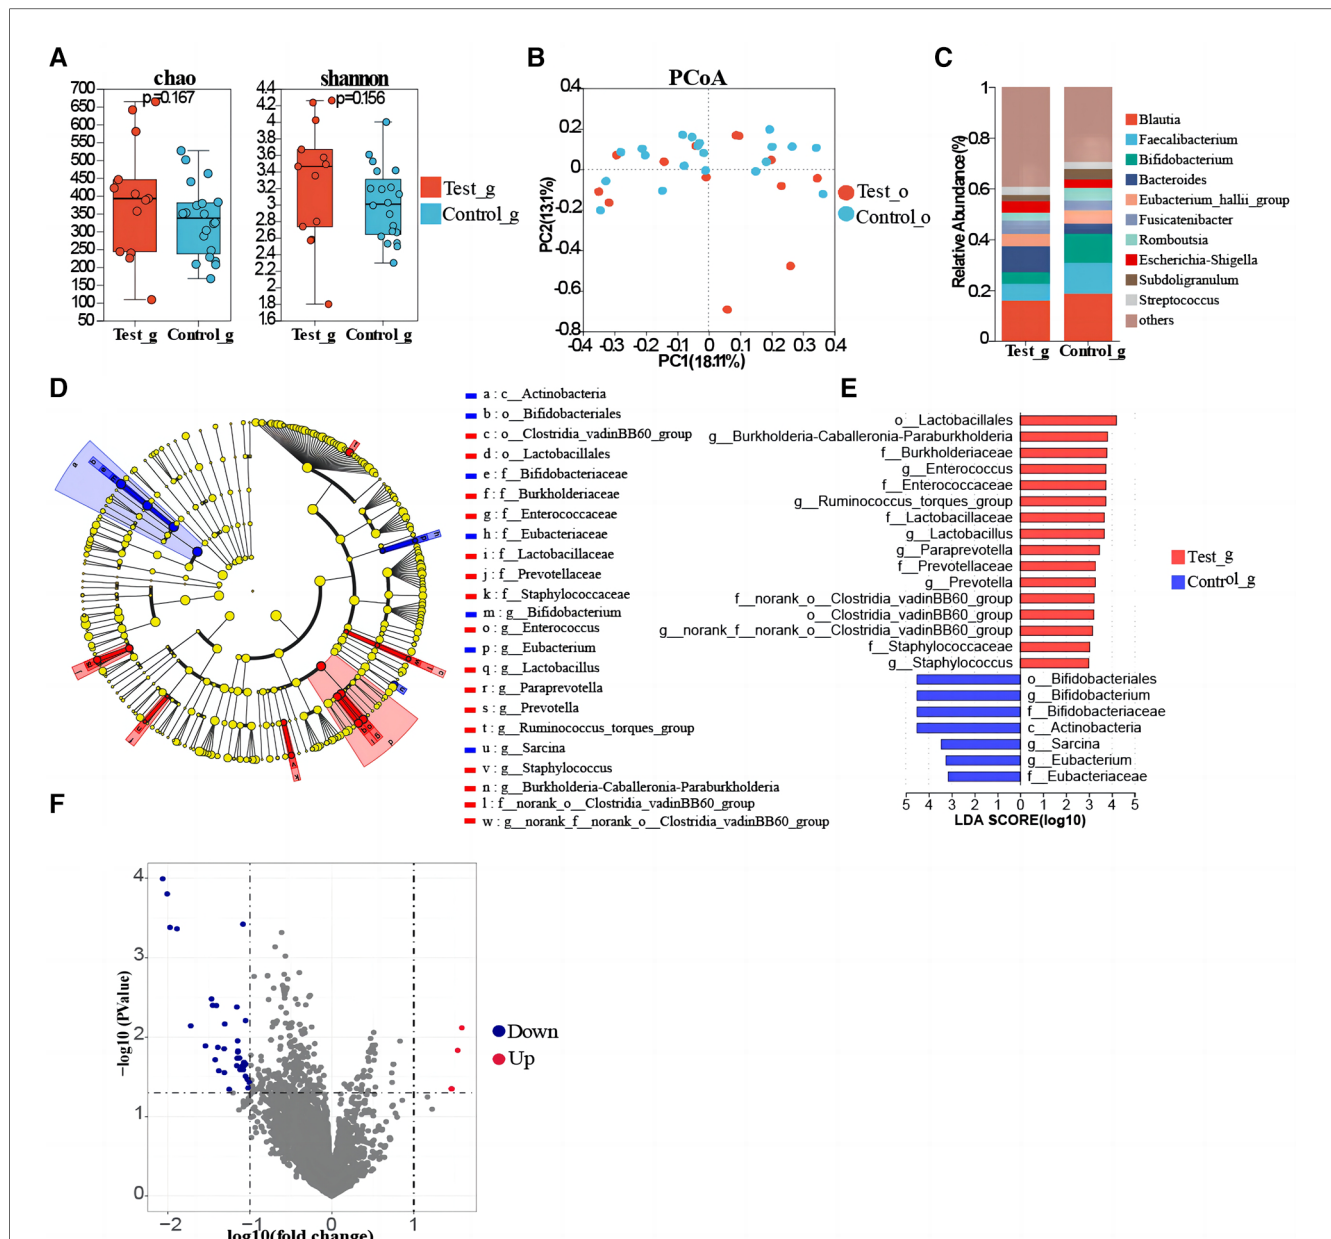 A
chao
p=0.167
700
650
600
550
500
450
400
350
300
250
200
150
100
50
Test_g Control_g
shannon
p=0.156
4.4
4
3.8
3.6
3.4
3.2
3
2.8
2.6
2.4
2.2
2
1.8
1.6
Test_g Control_g
Test_g
Control_g
B
PCoA
PC2(13.1%)
0.4
0.2
0
-0.2
-0.4
-0.6
-0.8
-0.4 -0.3 -0.2 -0.1 0 0.1 0.2 0.3 0.4
PC1(18.11%)
Test_o
Control_o
C
Relative Abundance(%)
1
0.8
0.6
0.4
0.2
0
Test_g Control_g
Blautia
Faecalibacterium
Bifidobacterium
Bacteroides
Eubacterium_hallii_group
Fusicatenibacter
Romboutsia
Escherichia-Shigella
Subdoligranulum
Streptococcus
others
D
a : c__Actinobacteria
b : o__Bifidobacteriales
c : o__Clostridia_vadinBB60_group
d : o__Lactobacillales
e : f__Bifidobacteriaceae
f : f__Burkholderiaceae
g : f__Enterococcaceae
h : f__Eubacteriaceae
i : f__Lactobacillaceae
j : f__Prevotellaceae
k : f__Staphylococcaceae
m : g__Bifidobacterium
o : g__Enterococcus
p : g__Eubacterium
q : g__Lactobacillus
r : g__Paraprevotella
s : g__Prevotella
t : g__Ruminococcus_torques_group
u : g__Sarcina
v : g__Staphylococcus
n : g__Burkholderia-Caballeronia-Paraburkholderia
l : f__norank_o__Clostridia_vadinBB60_group
w : g__norank_f__norank_o__Clostridia_vadinBB60_group
E
o__Lactobacillales
g__Burkholderia-Caballeronia-Paraburkholderia
f__Burkholderiaceae
g__Enterococcus
f__Enterococcaceae
g__Ruminococcus_torques_group
f__Lactobacillaceae
g__Lactobacillus
g__Paraprevotella
f__Prevotellaceae
g__Prevotella
f__norank_o__Clostridia_vadinBB60_group
o__Clostridia_vadinBB60_group
g__norank_f__norank_o__Clostridia_vadinBB60_group
f__Staphylococcaceae
g__Staphylococcus
o__Bifidobacteriales
g__Bifidobacterium
f__Bifidobacteriaceae
c__Actinobacteria
g__Sarcina
g__Eubacterium
f__Eubacteriaceae
5 4 3 2 1 0 1 2 3 4 5
LDA SCORE(log10)
Test_g
Control_g
F
−log10 (PValue)
4
3
2
1
0
−2 −1 0 1
log10(fold change)
Down
Up